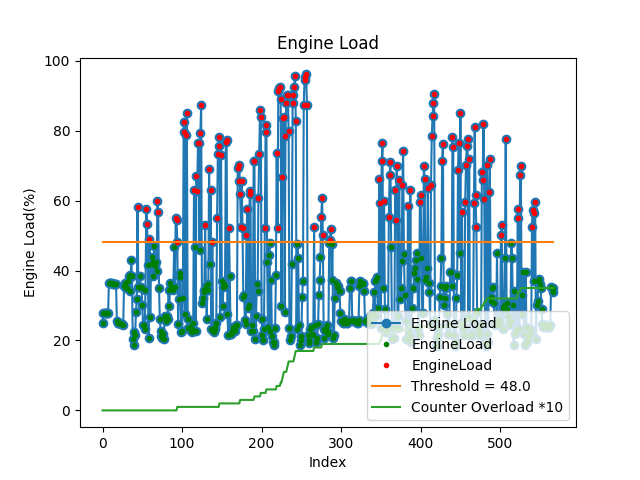 Engine Load
Engine Load(%)
100
80
60
40
20
0
Engine Load
EngineLoad
EngineLoad
Threshold = 48.0
Counter Overload *10
0 100 200 300 400 500
Index